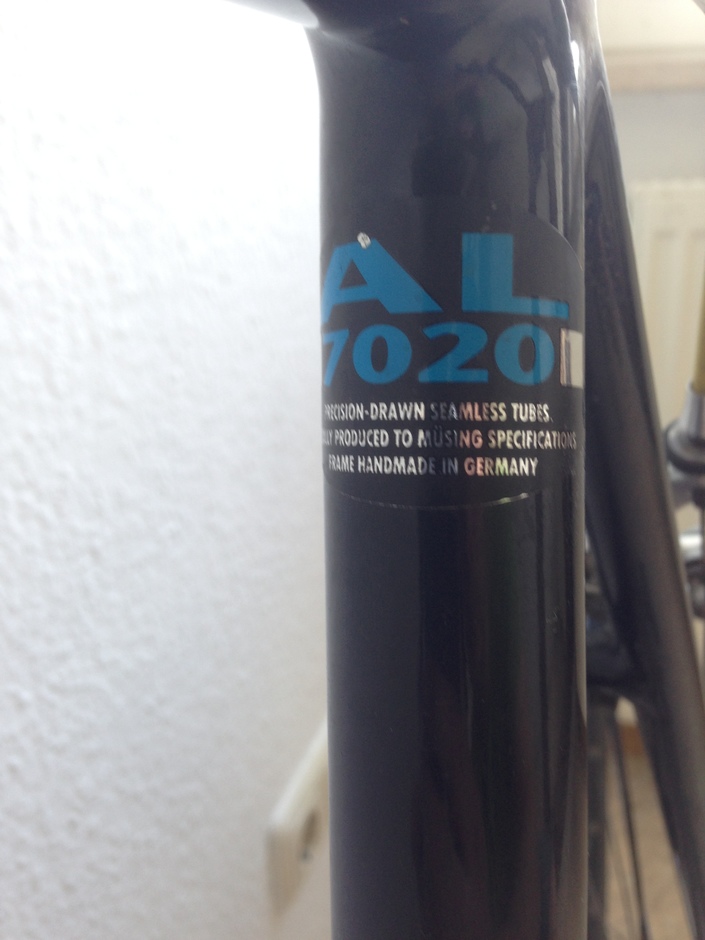 AL
7020
PRECISION-DRAWN SEAMLESS TUBES.
PRODUCED TO MÜSING SPECIFICATIONS
FRAME HANDMADE IN GERMANY